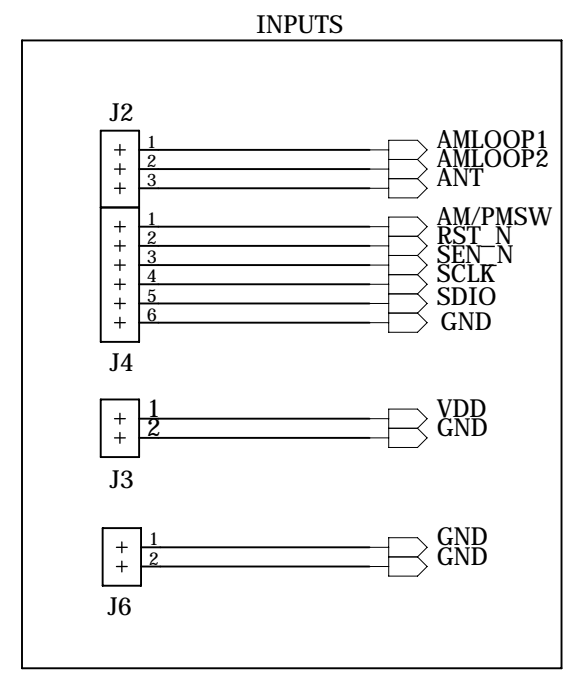 INPUTS
J2
1 AMLOOP1
2 AMLOOP2
3 ANT
1 AM/PMSW
2 RST_N
3 SEN_N
4 SCLK
5 SDIO
6 GND
J4
1 VDD
2 GND
J3
1 GND
2 GND
J6